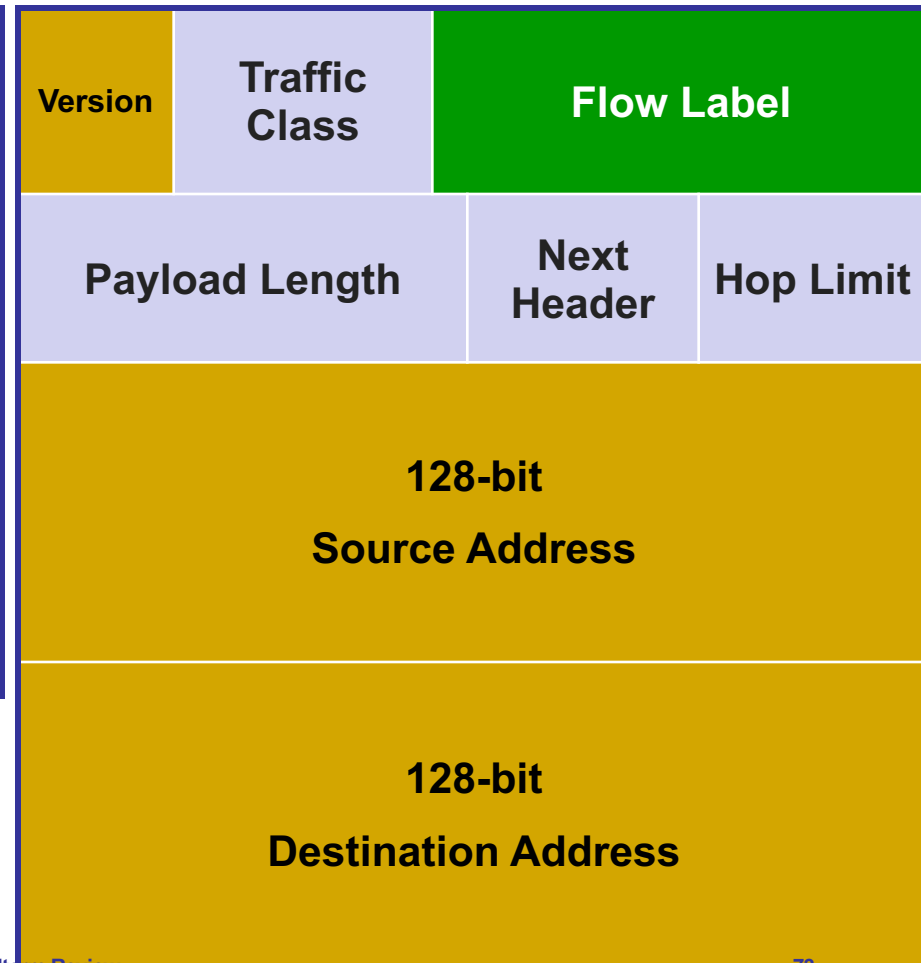 Version
Traffic
Class
Flow Label
Payload Length
Next
Header
Hop Limit
128-bit
Source Address
128-bit
Destination Address